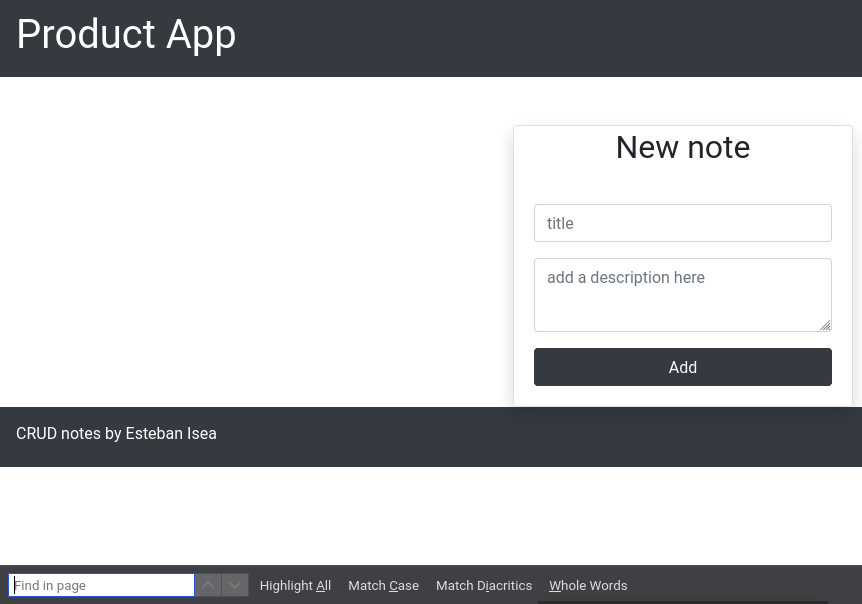 Product App
New note
title
add a description here
Add
CRUD notes by Esteban Isea
Find in page Highlight All Match Case Match Diacritics Whole Words